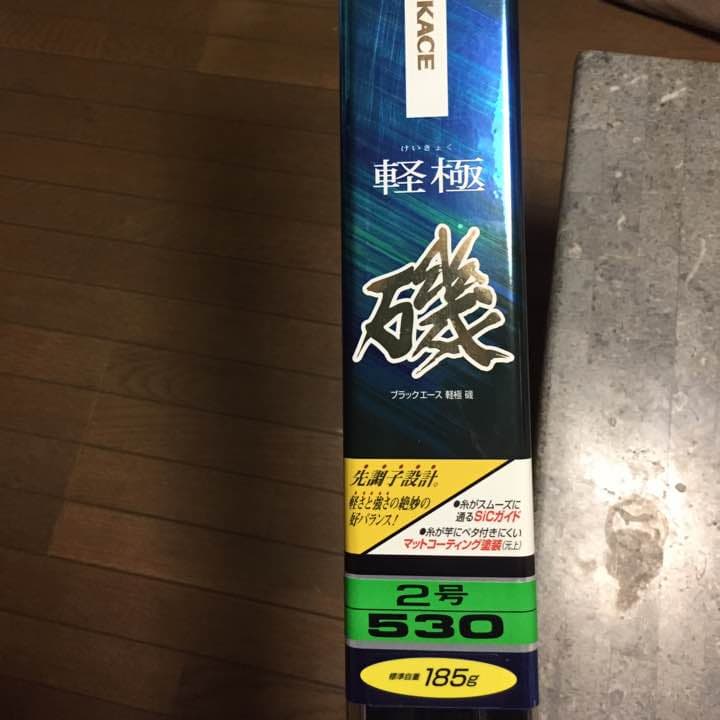 KACE
けいきょく
軽極
磯
ブラックエース 軽極 磯
先調子設計。
軽さと強さの絶妙の
好バランス!
●糸がスムーズに
通るSiCガイド
●糸が竿にベタ付きにくい
マットコーティング塗装(元上)
2号
530
標準自重 185g